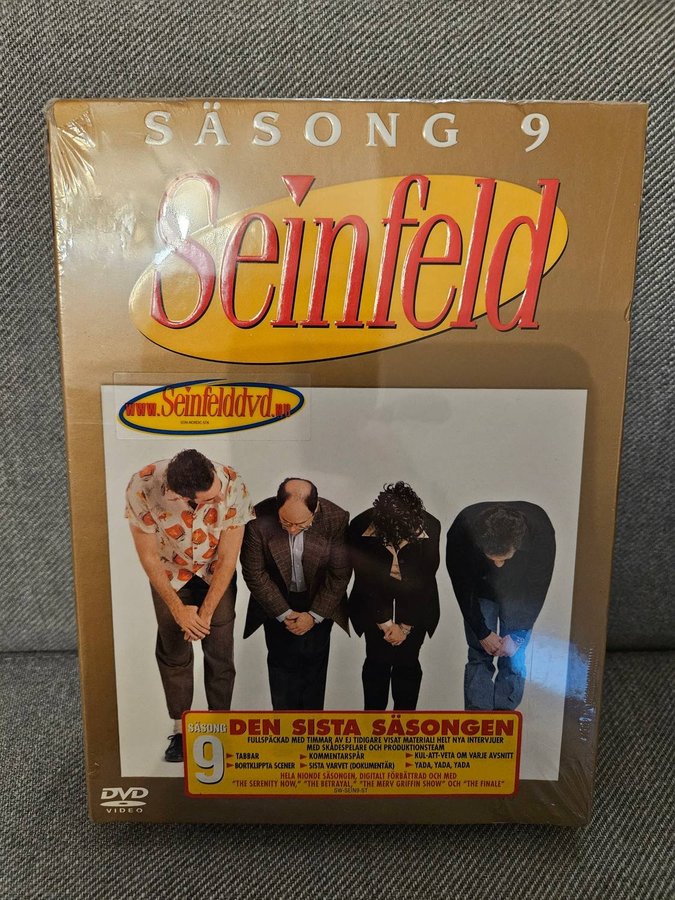 SÄSONG 9
Seinfeld
www.Seinfelddvd.nu
SÄSONG
9
DEN SISTA SÄSONGEN
FULLSPÄCKAD MED TIMMAR AV EJ TIDIGARE VISAT MATERIAL! HELT NYA INTERVJUER
MED SKÅDESPELARE OCH PRODUKTIONSTEAM
TABBAR KOMMENTARSPÅR KUL-ATT-VETA OM VARJE AVSNITT
BORTKLIPPTA SCENER SISTA VARVET (DOKUMENTÄR) YADA, YADA, YADA
HELA NIONDE SÄSONGEN, DIGITALT FÖRBÄTTRAD OCH MED
"THE SERENITY NOW," "THE BETRAYAL," "THE MERV GRIFFIN SHOW" OCH "THE FINALE"
DVD
VIDEO